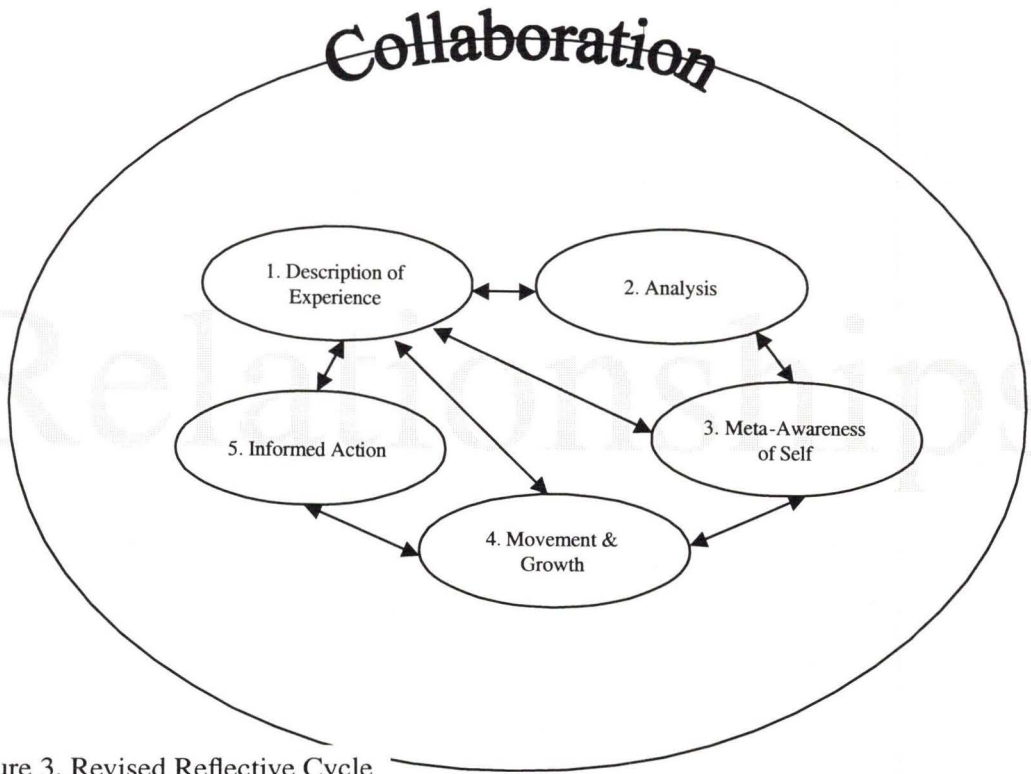 Collaboration
1. Description of
Experience
2. Analysis
Relationships
5. Informed Action
3. Meta-Awareness
of Self
4. Movement &
Growth
ure 3. Revised Reflective Cycle